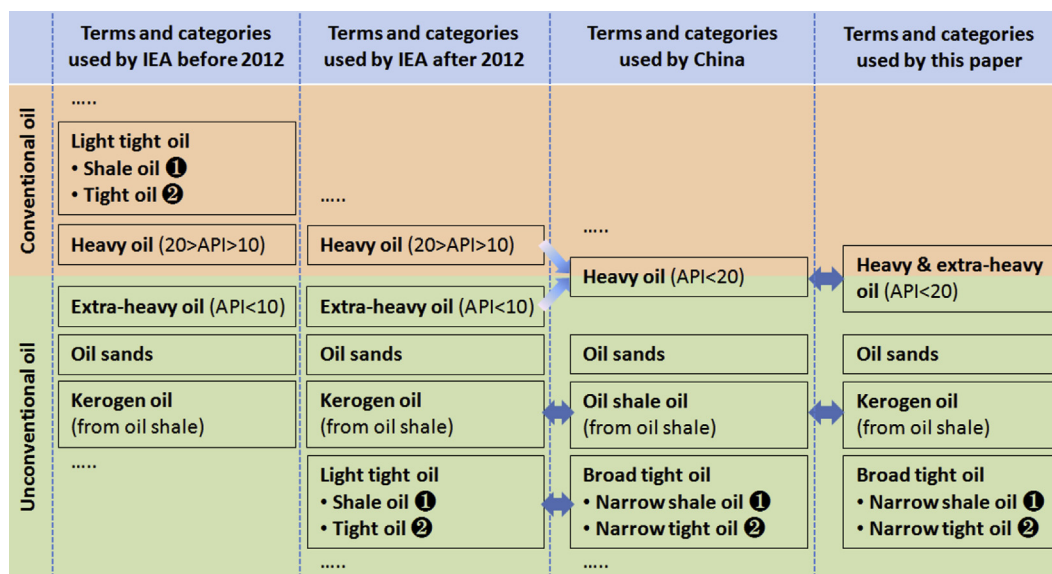 Terms and categories
used by IEA before 2012
Terms and categories
used by IEA after 2012
Terms and categories
used by China
Terms and categories
used by this paper
Conventional oil
.....
Light tight oil
• Shale oil ❶
• Tight oil ❷
Heavy oil (20>API>10)
.....
Heavy oil (20>API>10)
.....
Heavy oil (API<20)
Heavy & extra-heavy
oil (API<20)
Unconventional oil
Extra-heavy oil (API<10)
Oil sands
Kerogen oil
(from oil shale)
.....
Extra-heavy oil (API<10)
Oil sands
Kerogen oil
(from oil shale)
Light tight oil
• Shale oil ❶
• Tight oil ❷
.....
Oil sands
Oil shale oil
(from oil shale)
Broad tight oil
• Narrow shale oil ❶
• Narrow tight oil ❷
.....
Oil sands
Kerogen oil
(from oil shale)
Broad tight oil
• Narrow shale oil ❶
• Narrow tight oil ❷
.....